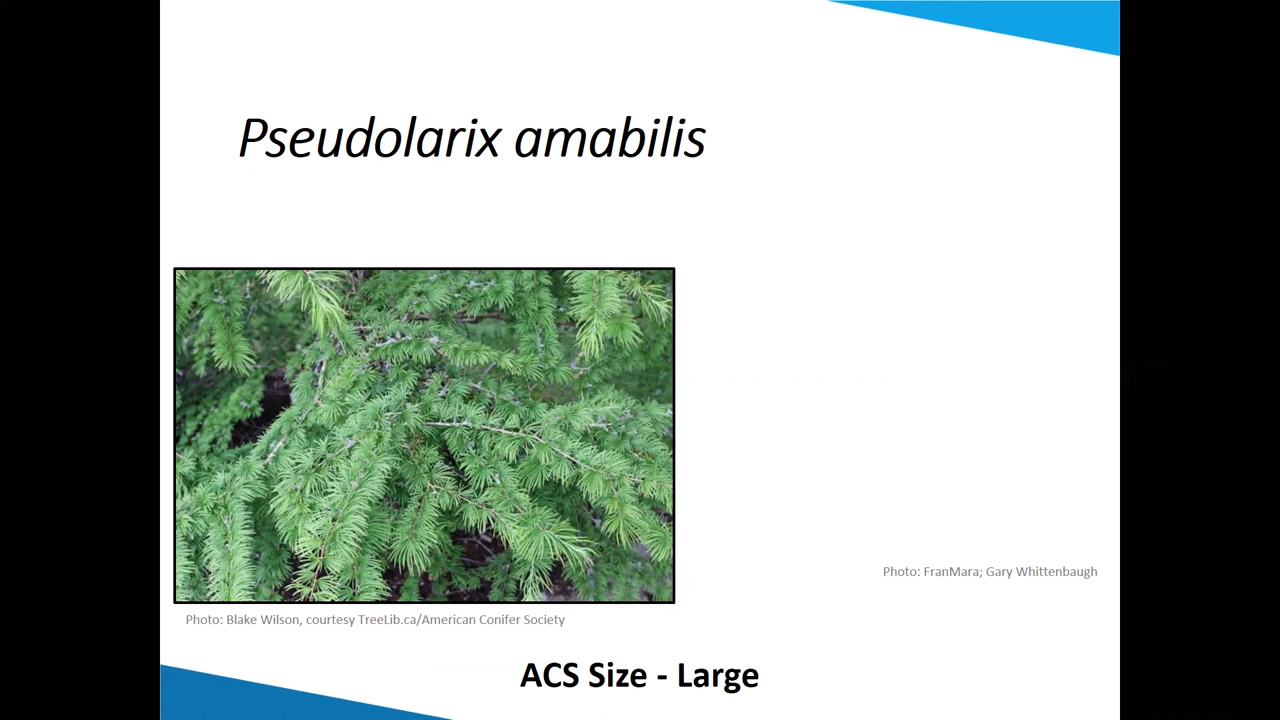 Pseudolarix amabilis
Photo: FranMara; Gary Whittenbaugh
Photo: Blake Wilson, courtesy TreeLib.ca/American Conifer Society
ACS Size - Large